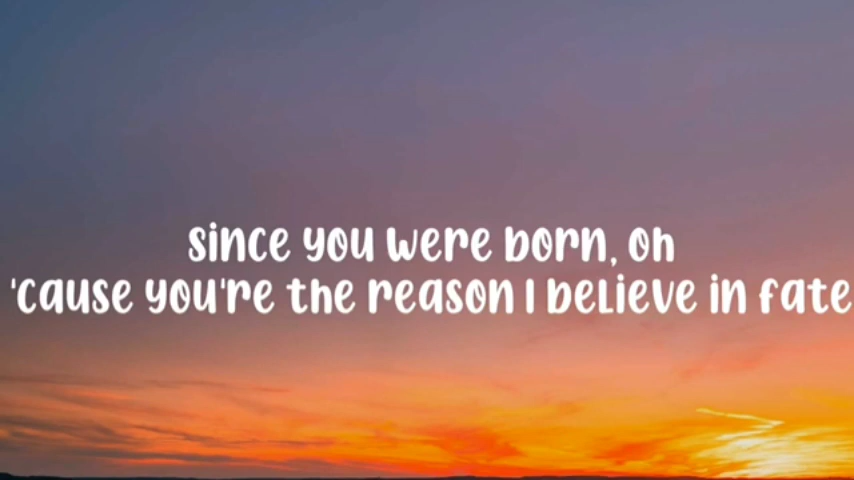 since you were born, oh
'cause you're the reason I believe in fate